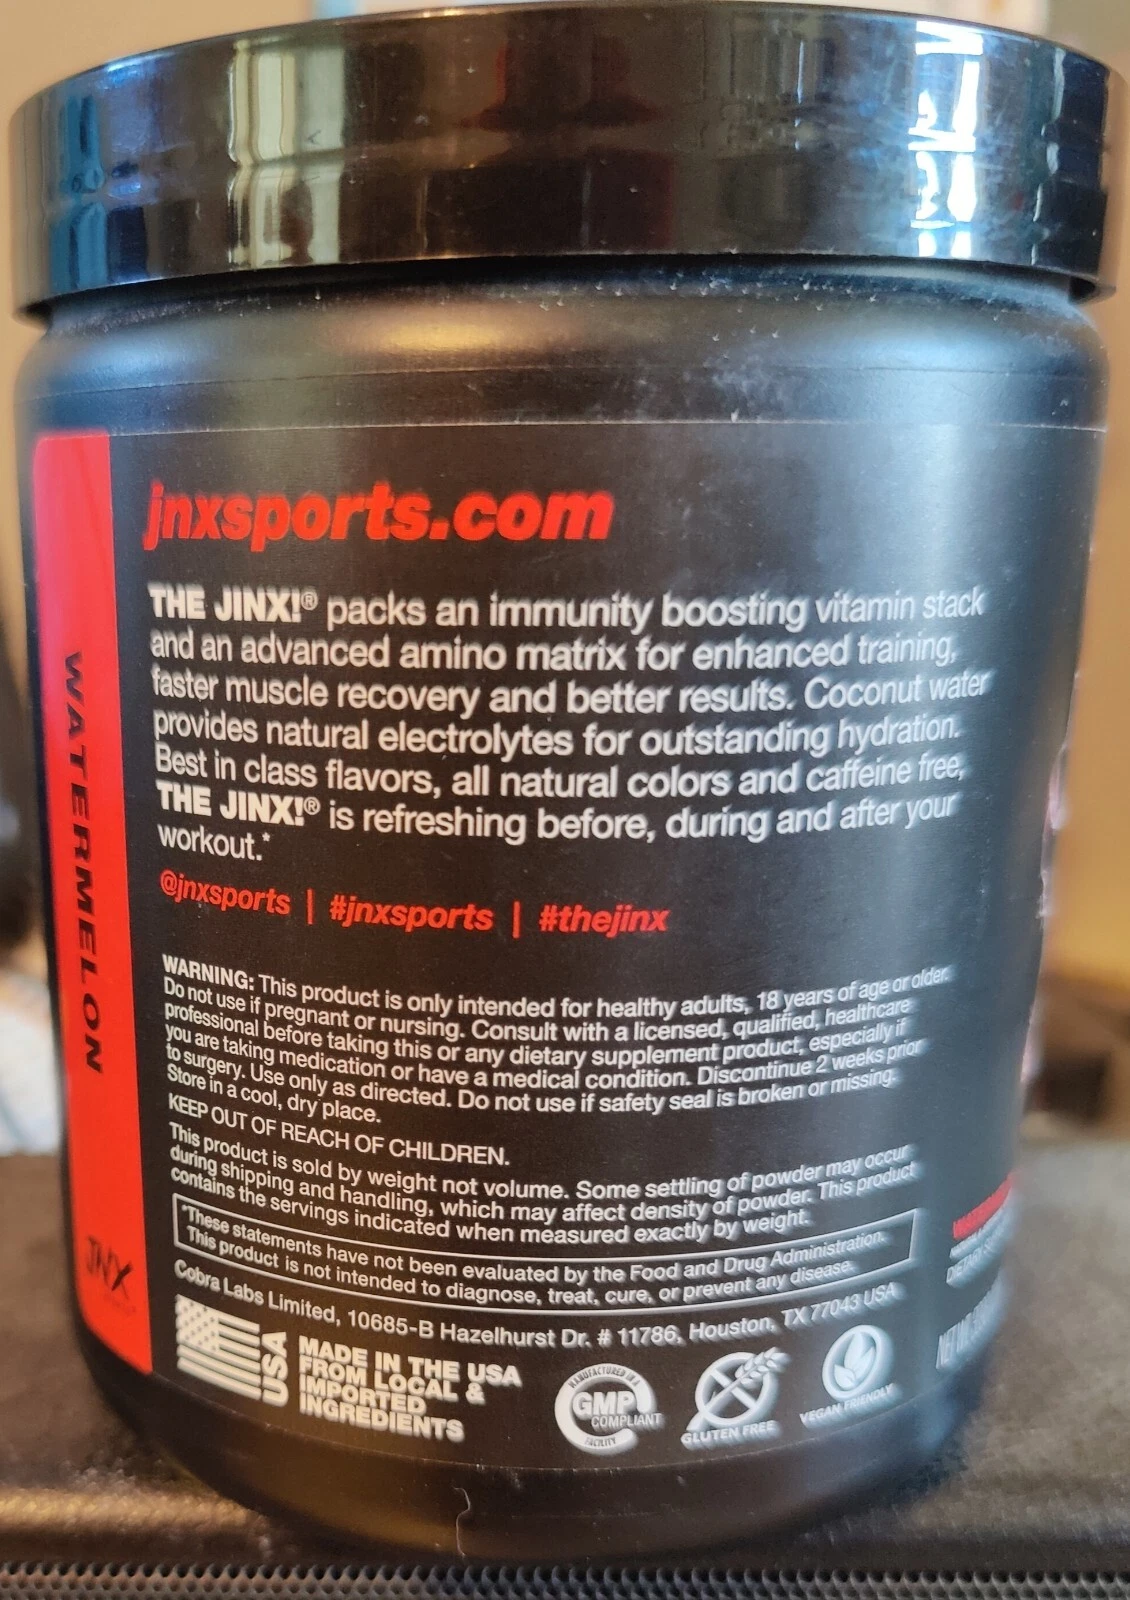 jnxsports.com
THE JINX!® packs an immunity boosting vitamin stack
and an advanced amino matrix for enhanced training,
faster muscle recovery and better results. Coconut water
provides natural electrolytes for outstanding hydration.
Best in class flavors, all natural colors and caffeine free,
THE JINX!® is refreshing before, during and after your
workout.*
@jnxsports | #jnxsports | #thejinx
WARNING: This product is only intended for healthy adults, 18 years of age or older.
Do not use if pregnant or nursing. Consult with a licensed, qualified, healthcare
professional before taking this or any dietary supplement product, especially if
you are taking medication or have a medical condition. Discontinue 2 weeks prior
to surgery. Use only as directed. Do not use if safety seal is broken or missing.
Store in a cool, dry place.
KEEP OUT OF REACH OF CHILDREN.
This product is sold by weight not volume. Some settling of powder may occur
during shipping and handling, which may affect density of powder. This product
contains the servings indicated when measured exactly by weight.
*These statements have not been evaluated by the Food and Drug Administration.
This product is not intended to diagnose, treat, cure, or prevent any disease.
Cobra Labs Limited, 10685-B Hazelhurst Dr. # 11786, Houston, TX 77043 USA
USA
MADE IN THE USA
FROM LOCAL &
IMPORTED
INGREDIENTS
MANUFACTURED IN A
GMP
COMPLIANT
FACILITY
GLUTEN FREE
VEGAN FRIENDLY
WATERMELON
JNX